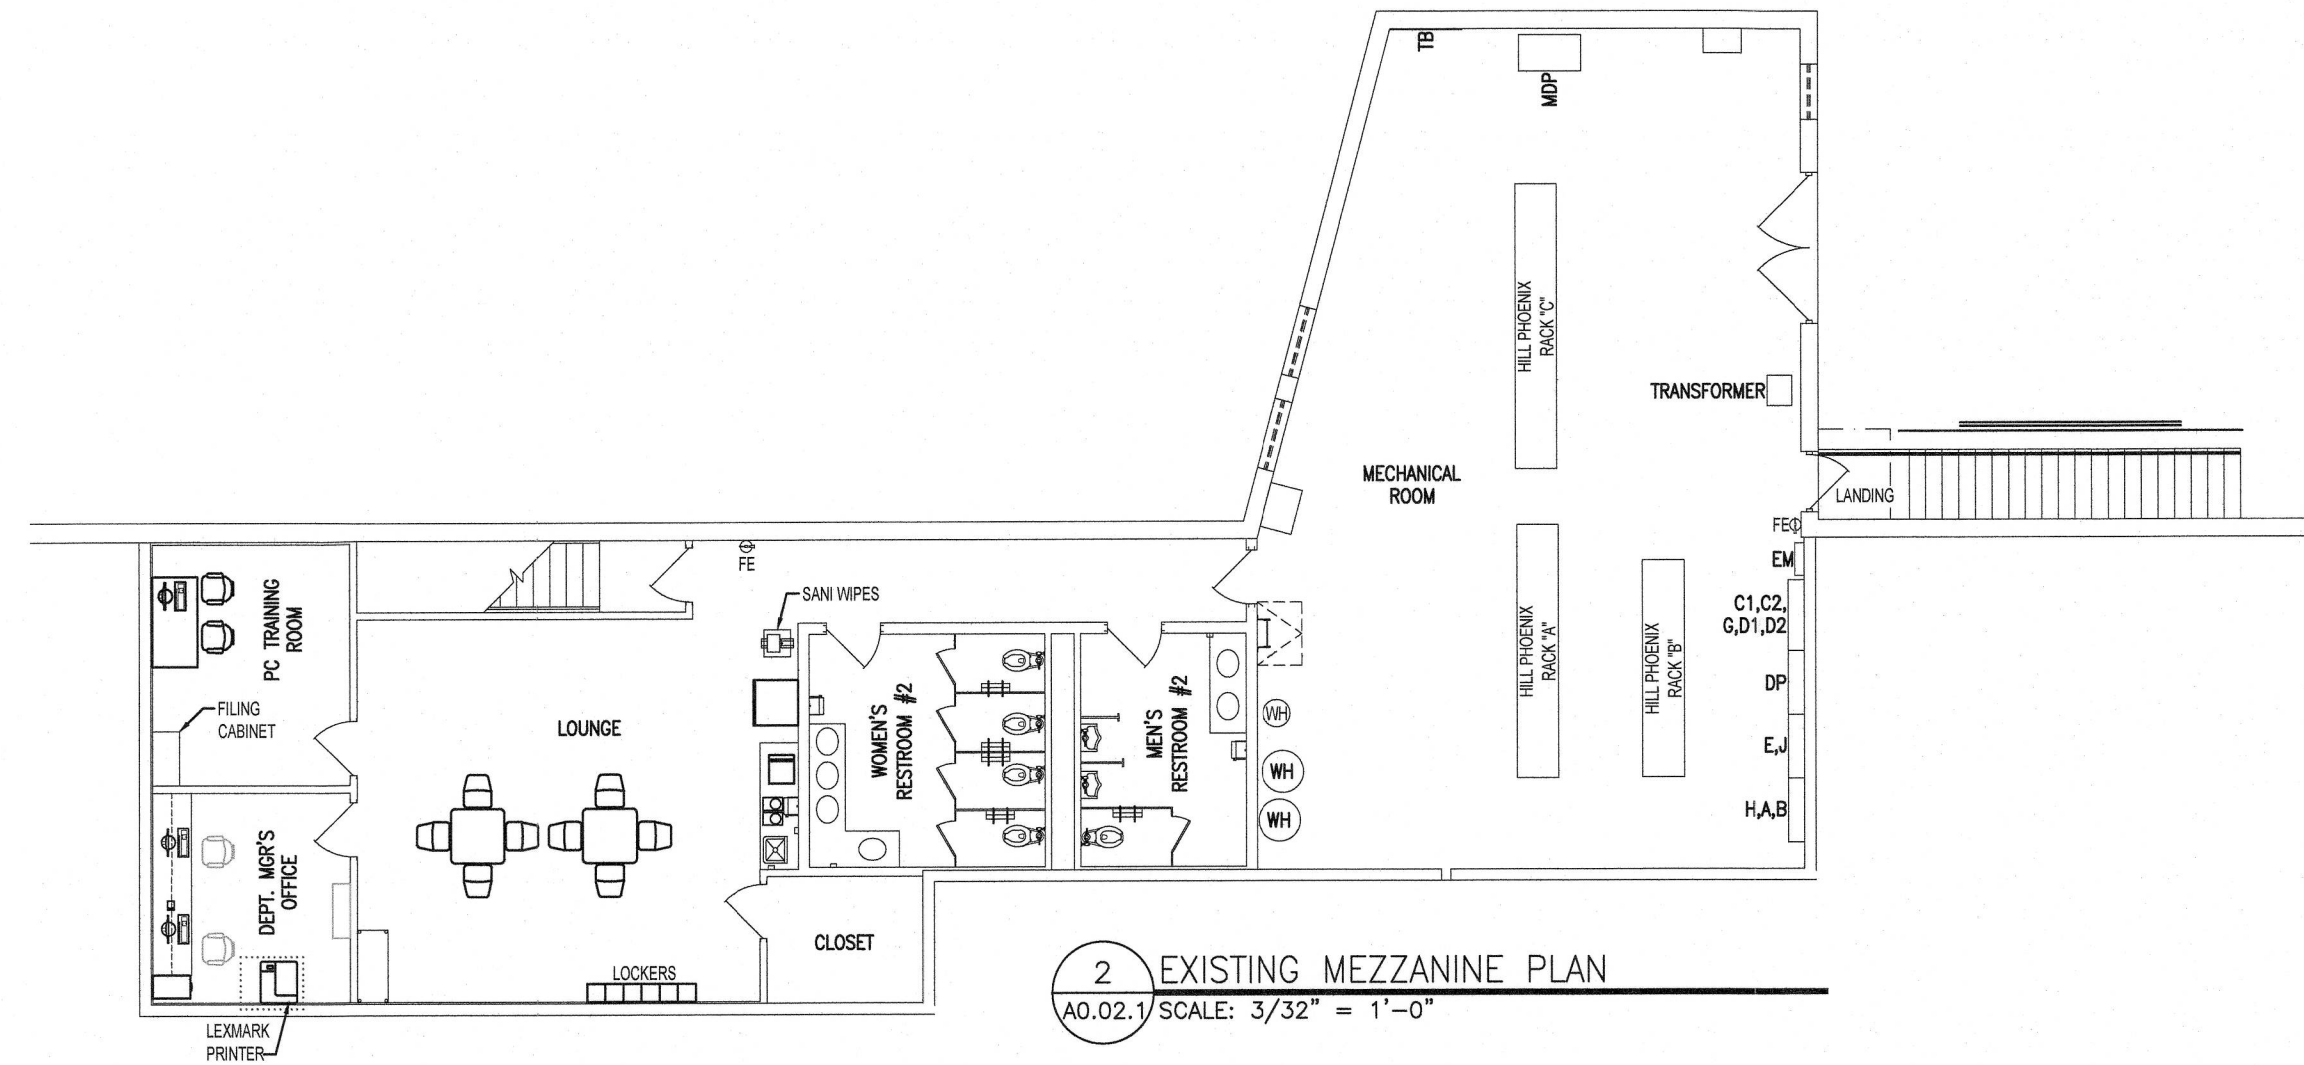 TB
MDP
HILL PHOENIX
RACK "C"
TRANSFORMER
MECHANICAL
ROOM
LANDING
FE
FE
EM
SANI WIPES
PC TRAINING
ROOM
C1,C2,
G,D1,D2
HILL PHOENIX
RACK "A"
HILL PHOENIX
RACK "B"
DP
FILING
CABINET
LOUNGE
WOMEN'S
RESTROOM #2
MEN'S
RESTROOM #2
WH
WH
WH
E,J
H,A,B
DEPT. MGR'S
OFFICE
CLOSET
LOCKERS
LEXMARK
PRINTER
2
EXISTING MEZZANINE PLAN
A0.02.1
SCALE: 3/32" = 1'-0"